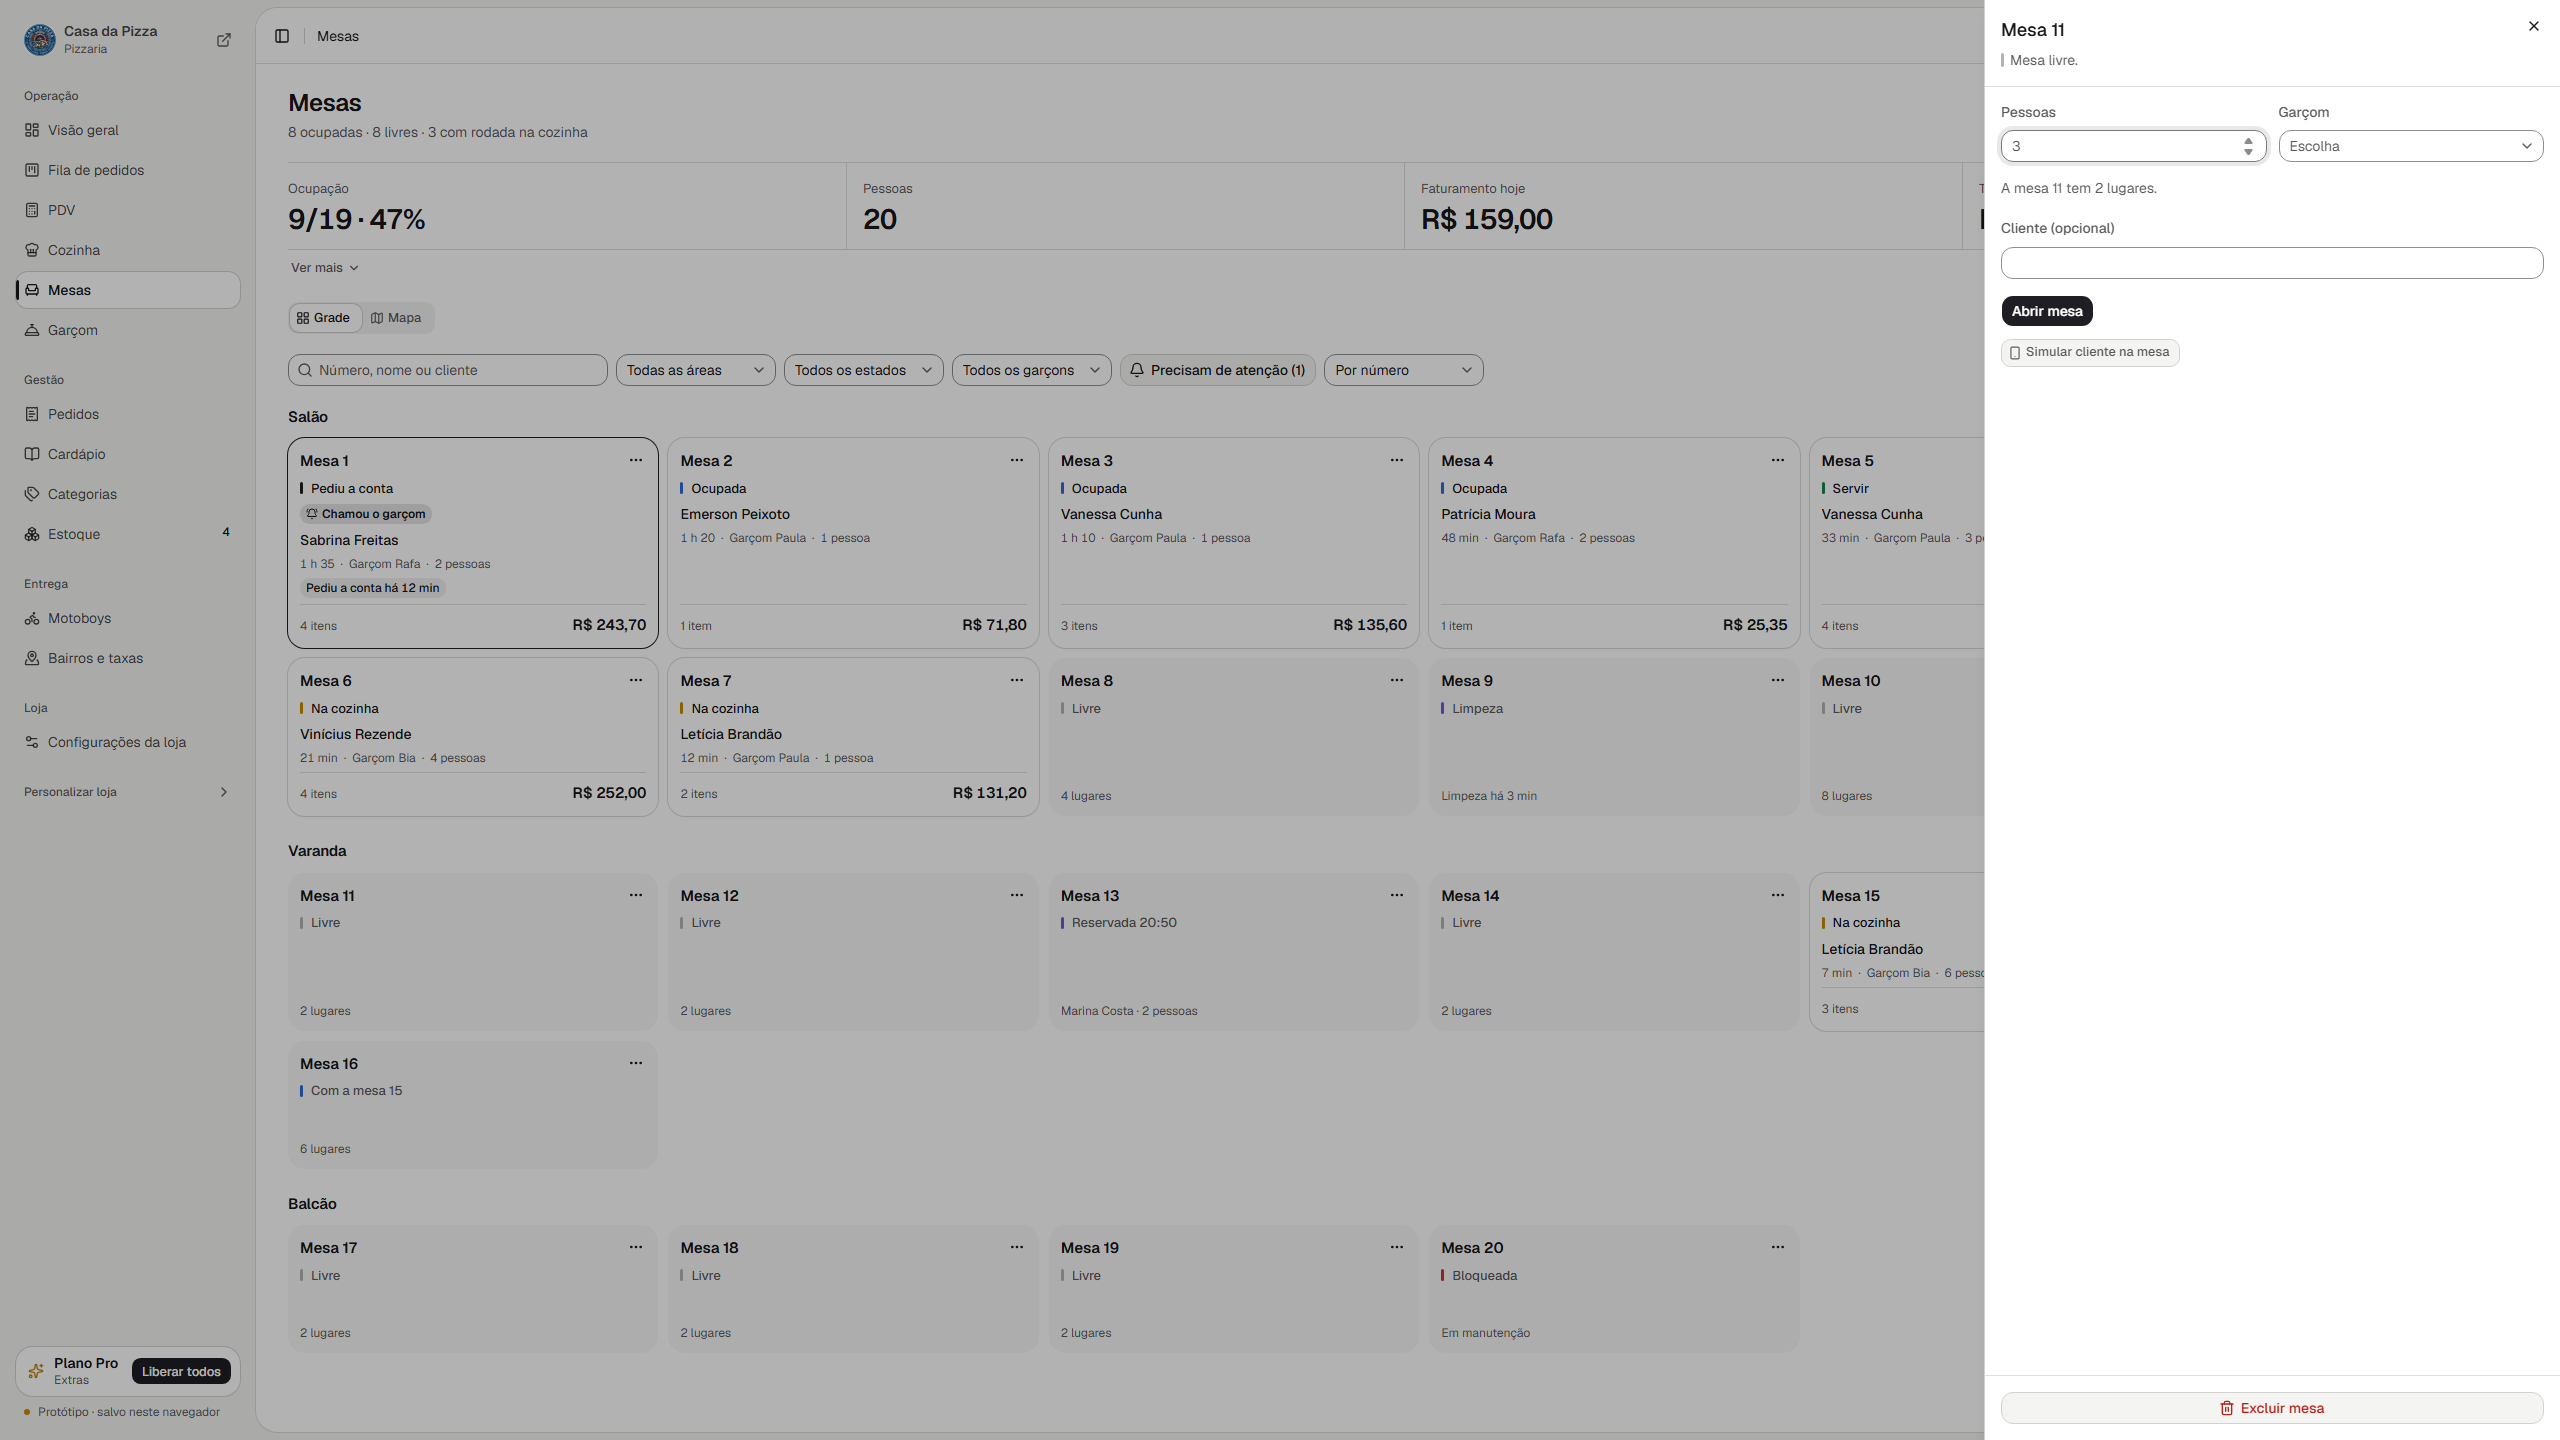 Casa da Pizza
Pizzaria
Operação
Visão geral
Fila de pedidos
PDV
Cozinha
Mesas
Garçom
Gestão
Pedidos
Cardápio
Categorias
Estoque 4
Entrega
Motoboys
Bairros e taxas
Loja
Configurações da loja
Personalizar loja
Plano Pro
Extras
Liberar todos
Protótipo · salvo neste navegador
Mesas
Mesas
8 ocupadas · 8 livres · 3 com rodada na cozinha
Ocupação
9/19 · 47%
Pessoas
20
Faturamento hoje
R$ 159,00
Ver mais
Grade
Mapa
Número, nome ou cliente
Todas as áreas
Todos os estados
Todos os garçons
Precisam de atenção (1)
Por número
Salão
Mesa 1
Pediu a conta
Chamou o garçom
Sabrina Freitas
1 h 35 · Garçom Rafa · 2 pessoas
Pediu a conta há 12 min
4 itens R$ 243,70
Mesa 2
Ocupada
Emerson Peixoto
1 h 20 · Garçom Paula · 1 pessoa
1 item R$ 71,80
Mesa 3
Ocupada
Vanessa Cunha
1 h 10 · Garçom Paula · 1 pessoa
3 itens R$ 135,60
Mesa 4
Ocupada
Patrícia Moura
48 min · Garçom Rafa · 2 pessoas
1 item R$ 25,35
Mesa 5
Servir
Vanessa Cunha
33 min · Garçom Paula · 3 pe
4 itens
Mesa 6
Na cozinha
Vinícius Rezende
21 min · Garçom Bia · 4 pessoas
4 itens R$ 252,00
Mesa 7
Na cozinha
Letícia Brandão
12 min · Garçom Paula · 1 pessoa
2 itens R$ 131,20
Mesa 8
Livre
4 lugares
Mesa 9
Limpeza
Limpeza há 3 min
Mesa 10
Livre
8 lugares
Varanda
Mesa 11
Livre
2 lugares
Mesa 12
Livre
2 lugares
Mesa 13
Reservada 20:50
Marina Costa · 2 pessoas
Mesa 14
Livre
2 lugares
Mesa 15
Na cozinha
Letícia Brandão
7 min · Garçom Bia · 6 pesso
3 itens
Mesa 16
Com a mesa 15
6 lugares
Balcão
Mesa 17
Livre
2 lugares
Mesa 18
Livre
2 lugares
Mesa 19
Livre
2 lugares
Mesa 20
Bloqueada
Em manutenção
Mesa 11
Mesa livre.
Pessoas
3
Garçom
Escolha
A mesa 11 tem 2 lugares.
Cliente (opcional)
Abrir mesa
Simular cliente na mesa
Excluir mesa